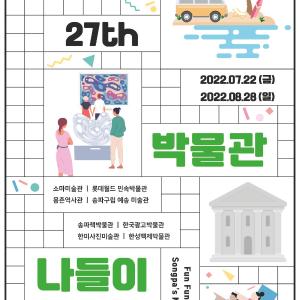 27th
2022.07.22 (금)
2022.08.28 (일)
박물관
소마미술관 | 롯데월드 민속박물관
몽촌역사관 | 송파구립 예송 미술관
송파책박물관 | 한국광고박물관
한미사진미술관 | 한성백제박물관
나들이
Fun Fun
Songpa's